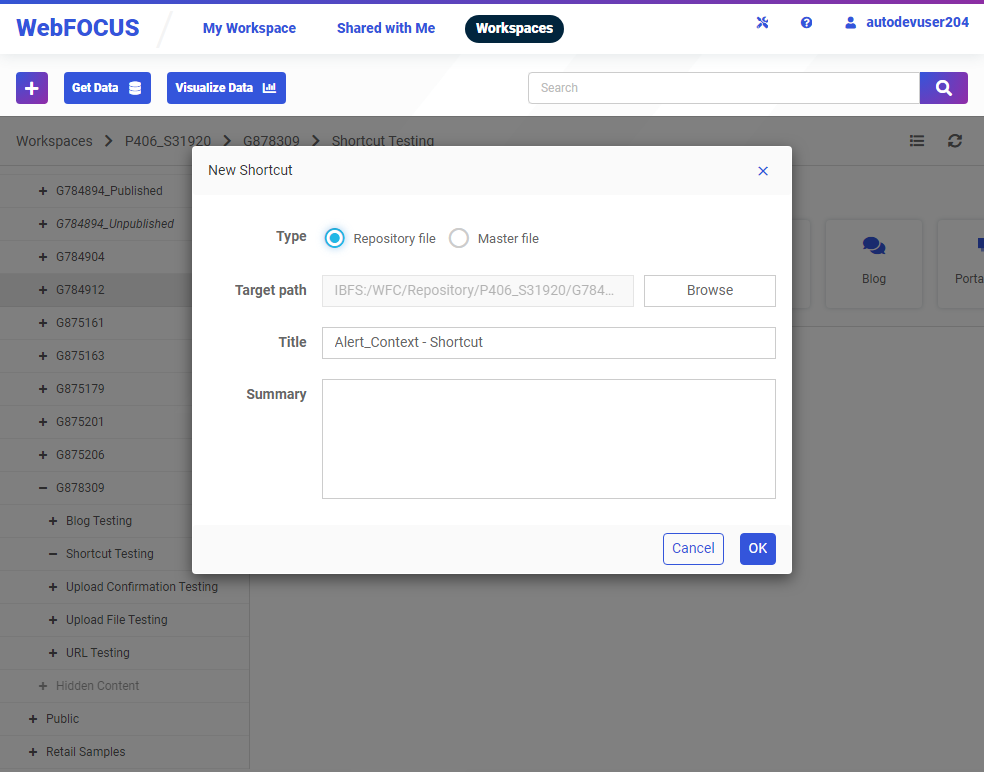 WebFOCUS
My Workspace
Shared with Me
Workspaces
autodevuser204
Get Data
Visualize Data
Search
Workspaces
P406_S31920
G878309
Shortcut Testing
G784894_Published
G784894_Unpublished
G784904
G784912
G875161
G875163
G875179
G875201
G875206
G878309
Blog Testing
Shortcut Testing
Upload Confirmation Testing
Upload File Testing
URL Testing
Hidden Content
Public
Retail Samples
Blog
Porta
New Shortcut
Type
Repository file
Master file
Target path
IBFS:/WFC/Repository/P406_S31920/G784...
Browse
Title
Alert_Context - Shortcut
Summary
Cancel
OK